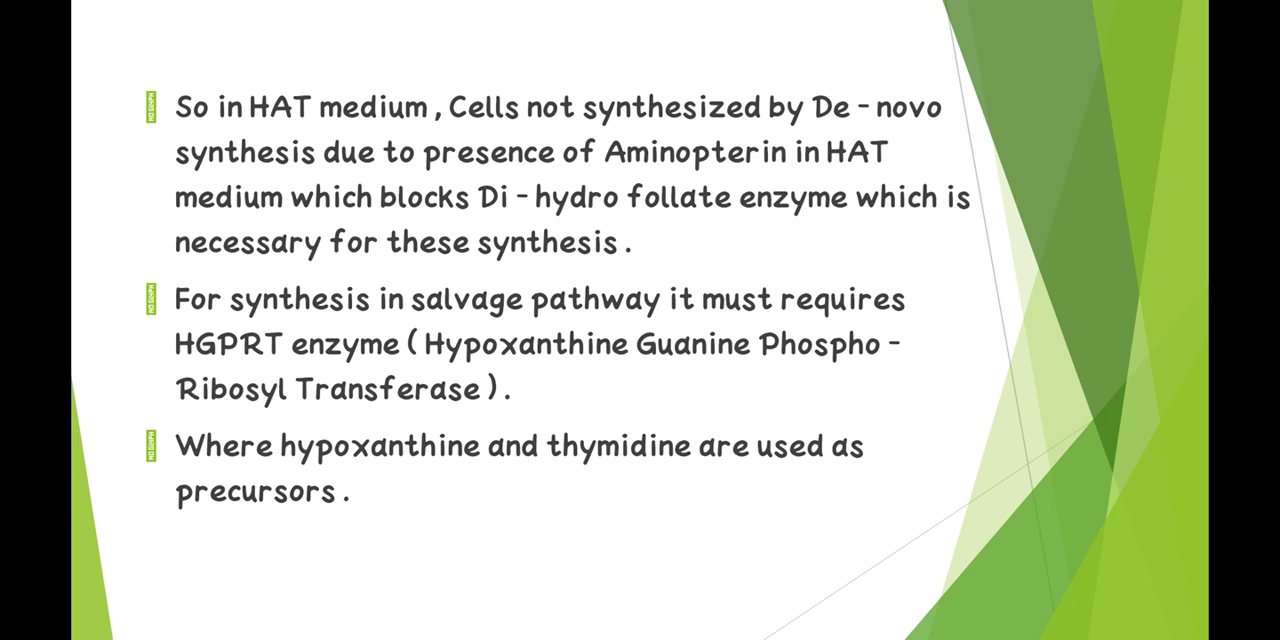 So in HAT medium , Cells not synthesized by De - novo
synthesis due to presence of Aminopterin in HAT
medium which blocks Di - hydro follate enzyme which is
necessary for these synthesis .
For synthesis in salvage pathway it must requires
HGPRT enzyme ( Hypoxanthine Guanine Phospho -
Ribosyl Transferase ) .
Where hypoxanthine and thymidine are used as
precursors .